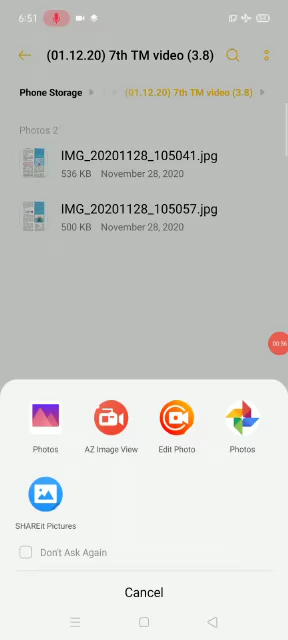 6:51
(01.12.20) 7th TM video (3.8)
Phone Storage (01.12.20) 7th TM video (3.8)
Photos 2
IMG_20201128_105041.jpg
536 KB November 28, 2020
IMG_20201128_105057.jpg
500 KB November 28, 2020
00:36
Photos AZ Image View Edit Photo Photos
SHAREit Pictures
Don't Ask Again
Cancel